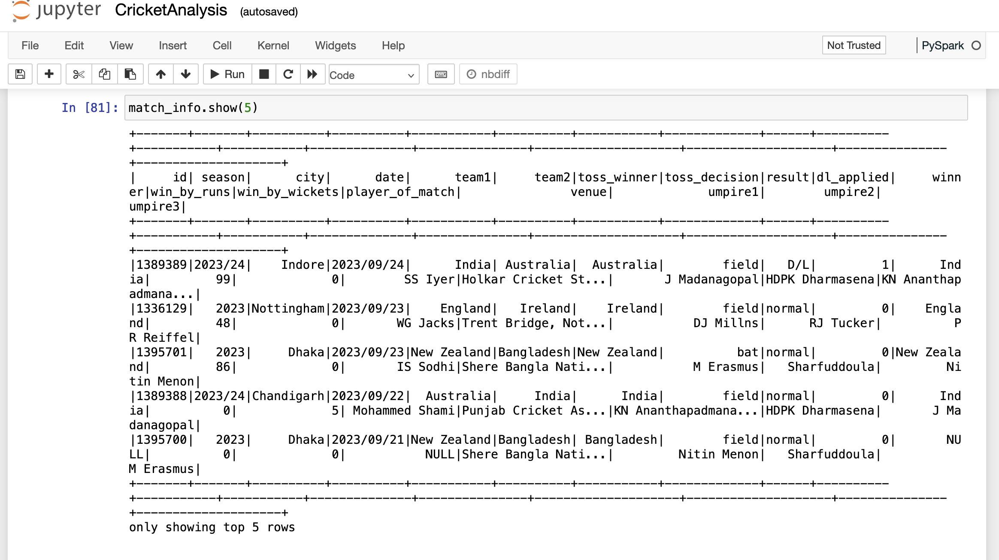 jupyter CricketAnalysis (autosaved)
File Edit View Insert Cell Kernel Widgets Help Not Trusted PySpark
Run Code nbdiff
In [81]: match_info.show(5)
+-------+-------+----------+----------+-----------+----------+-----------+-------------+------+----------
+-----------+-----------+--------------+---------------+--------------------+--------------------+---------------
+--------------------+
|     id| season|      city|      date|      team1|     team2|toss_winner|toss_decision|result|dl_applied|     winn
er|win_by_runs|win_by_wickets|player_of_match|               venue|             umpire1|        umpire2|
umpire3|
+-------+-------+----------+----------+-----------+----------+-----------+-------------+------+----------
+-----------+-----------+--------------+---------------+--------------------+--------------------+---------------
+--------------------+
|1389389|2023/24|    Indore|2023/09/24|      India| Australia|  Australia|        field|   D/L|         1|      Ind
ia|         99|             0|        SS Iyer|Holkar Cricket St...|       J Madanagopal|HDPK Dharmasena|KN Ananthap
admana...|
|1336129|   2023|Nottingham|2023/09/23|    England|   Ireland|    Ireland|        field|normal|         0|    Engla
nd|         48|             0|       WG Jacks|Trent Bridge, Not...|           DJ Millns|      RJ Tucker|          P
R Reiffel|
|1395701|   2023|     Dhaka|2023/09/23|New Zealand|Bangladesh|New Zealand|          bat|normal|         0|New Zeala
nd|         86|             0|       IS Sodhi|Shere Bangla Nati...|           M Erasmus|   Sharfuddoula|         Ni
tin Menon|
|1389388|2023/24|Chandigarh|2023/09/22|  Australia|     India|      India|        field|normal|         0|      Ind
ia|          0|             5| Mohammed Shami|Punjab Cricket As...|KN Ananthapadmana...|HDPK Dharmasena|       J Ma
danagopal|
|1395700|   2023|     Dhaka|2023/09/21|New Zealand|Bangladesh| Bangladesh|        field|normal|         0|       NU
LL|          0|             0|           NULL|Shere Bangla Nati...|         Nitin Menon|   Sharfuddoula|
M Erasmus|
+-------+-------+----------+----------+-----------+----------+-----------+-------------+------+----------
+-----------+-----------+--------------+---------------+--------------------+--------------------+---------------
+--------------------+
only showing top 5 rows